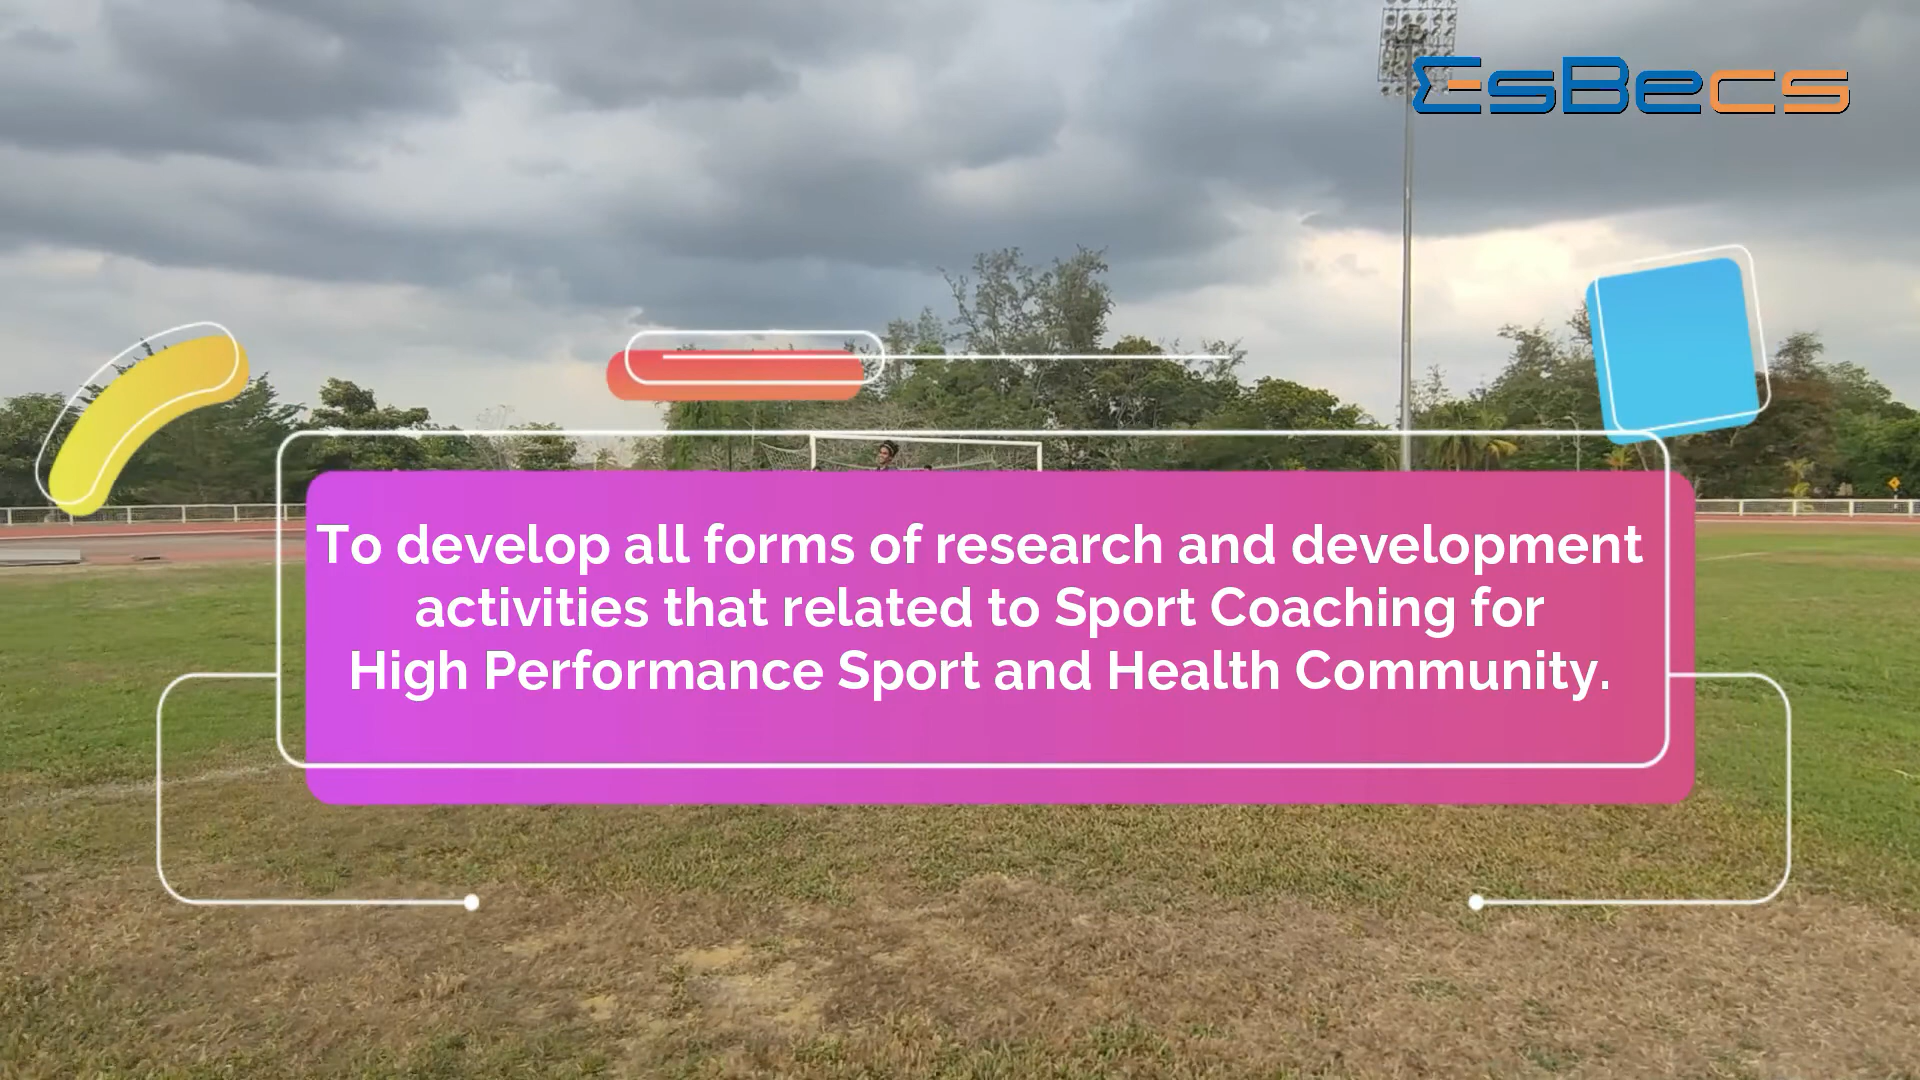 EsBecs
To develop all forms of research and development
activities that related to Sport Coaching for
High Performance Sport and Health Community.